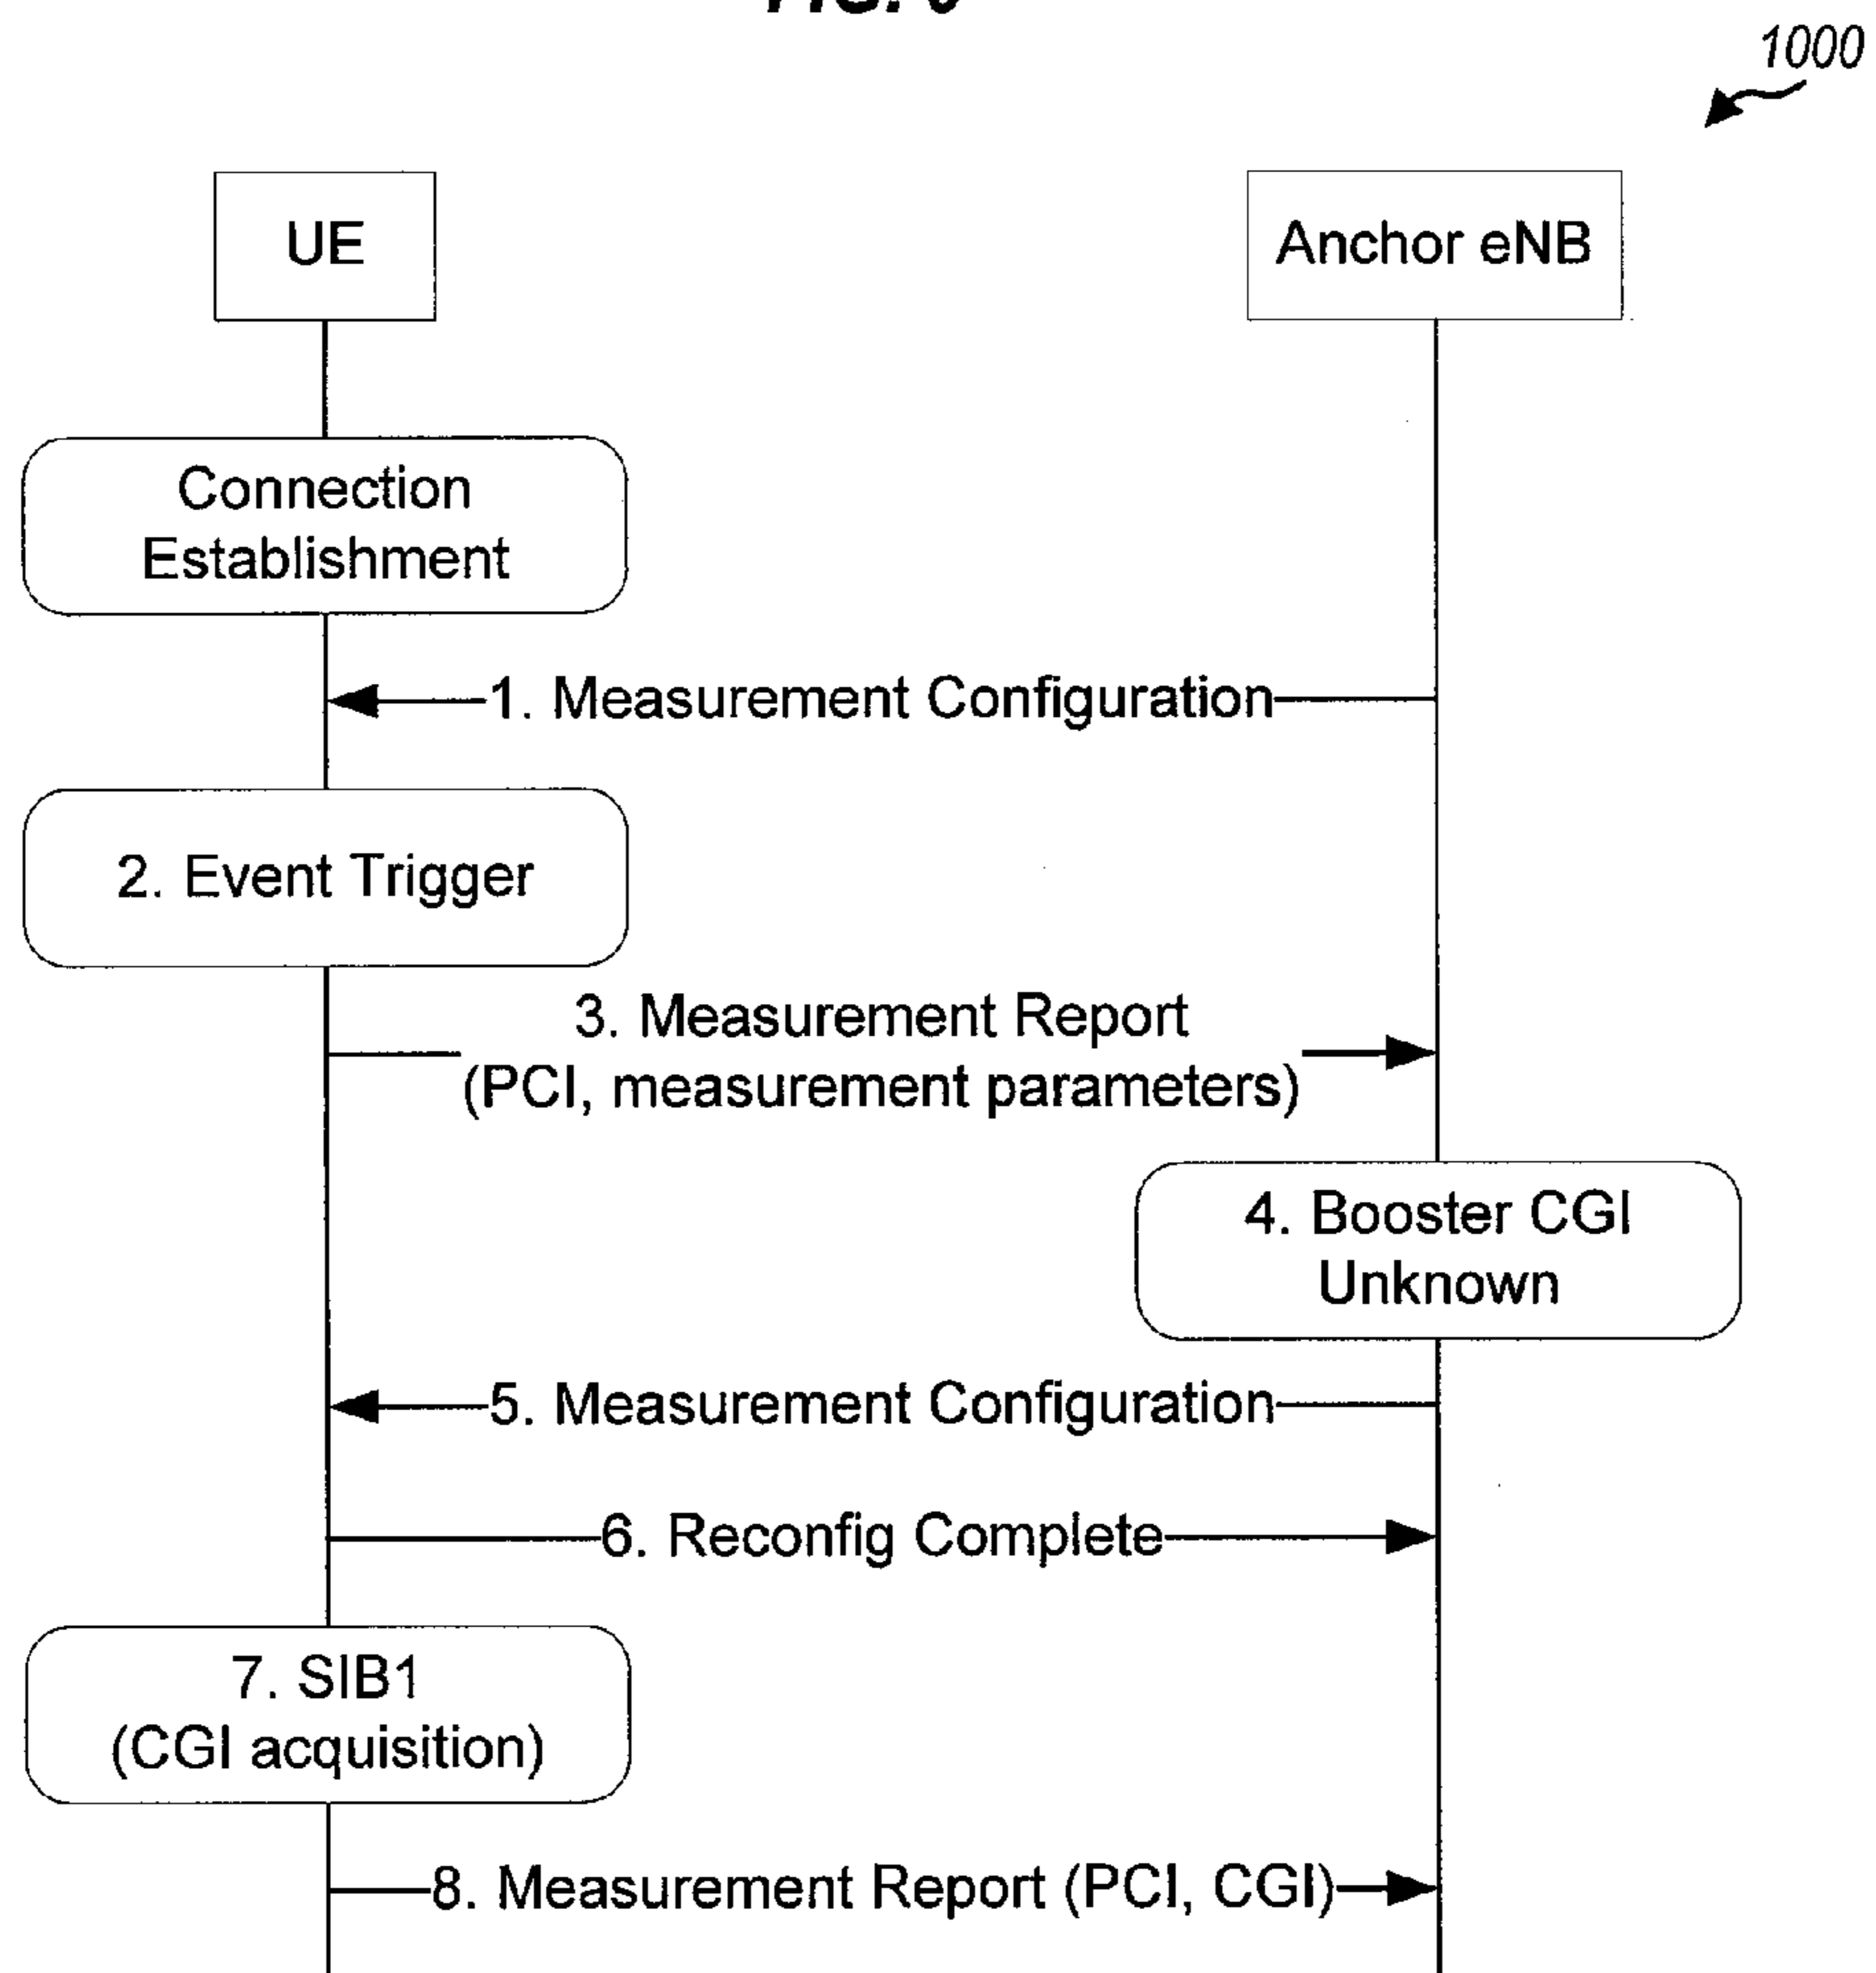 1000
UE
Anchor eNB
Connection
Establishment
1. Measurement Configuration
2. Event Trigger
3. Measurement Report
(PCI, measurement parameters)
4. Booster CGI
Unknown
5. Measurement Configuration
6. Reconfig Complete
7. SIB1
(CGI acquisition)
8. Measurement Report (PCI, CGI)